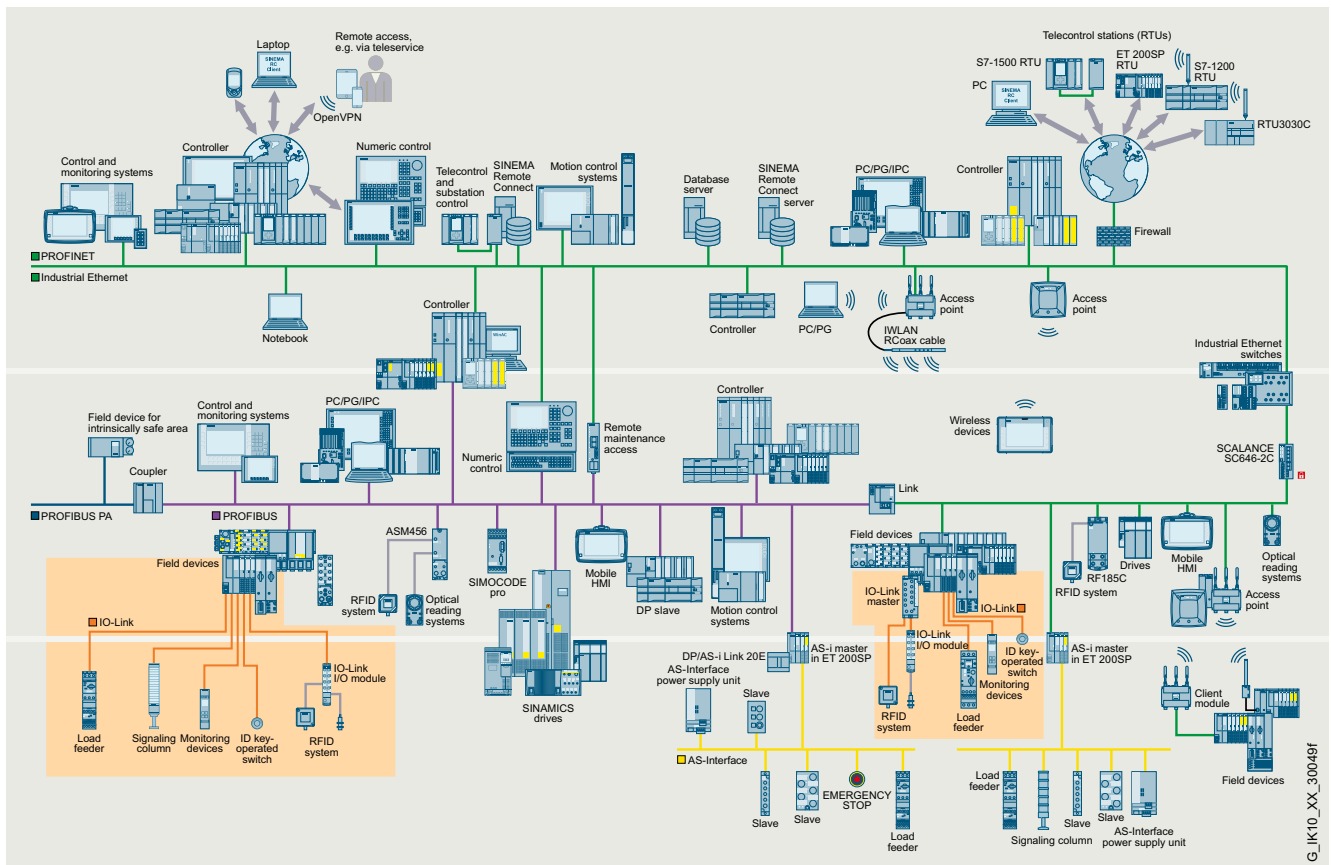 Remote access,
e.g. via teleservice
Laptop
SINEMA
RC
Client
OpenVPN
Telecontrol stations (RTUs)
S7-1500 RTU
ET 200SP
RTU
S7-1200
RTU
PC
SINEMA
RC
Client
RTU3030C
Control and
monitoring systems
Controller
Numeric control
Telecontrol
and
substation
control
SINEMA
Remote
Connect
Motion control
systems
Database
server
SINEMA
Remote
Connect
server
PC/PG/IPC
Controller
Firewall
PROFINET
Industrial Ethernet
Notebook
Controller
WinAC
Controller
PC/PG
Access
point
IWLAN
RCoax cable
Access
point
Industrial Ethernet
switches
Field device for
intrinsically safe area
Control and
monitoring systems
PC/PG/IPC
Coupler
Numeric
control
Remote
maintenance
access
Controller
Wireless
devices
SCALANCE
SC646-2C
Link
PROFIBUS PA
PROFIBUS
Field devices
ASM456
RFID
system
Optical
reading
systems
SIMOCODE
pro
Mobile
HMI
DP slave
Motion control
systems
Field devices
IO-Link
master
IO-Link
RFID system
RF185C
Drives
Mobile
HMI
Optical
reading
systems
Access
point
IO-Link
IO-Link
I/O module
Load
feeder
Signaling
column
Monitoring
devices
ID key-
operated
switch
RFID
system
SINAMICS
drives
DP/AS-i Link 20E
AS-i master
in ET 200SP
AS-Interface
power supply unit
Slave
IO-Link
I/O module
RFID
system
Load
feeder
Monitoring
devices
ID key-
operated
switch
AS-i master
in ET 200SP
Client
module
Field devices
AS-Interface
Slave
Slave
EMERGENCY
STOP
Load
feeder
Load
feeder
Signaling column
Slave
Slave
AS-Interface
power supply unit
G_IK10_XX_30049f